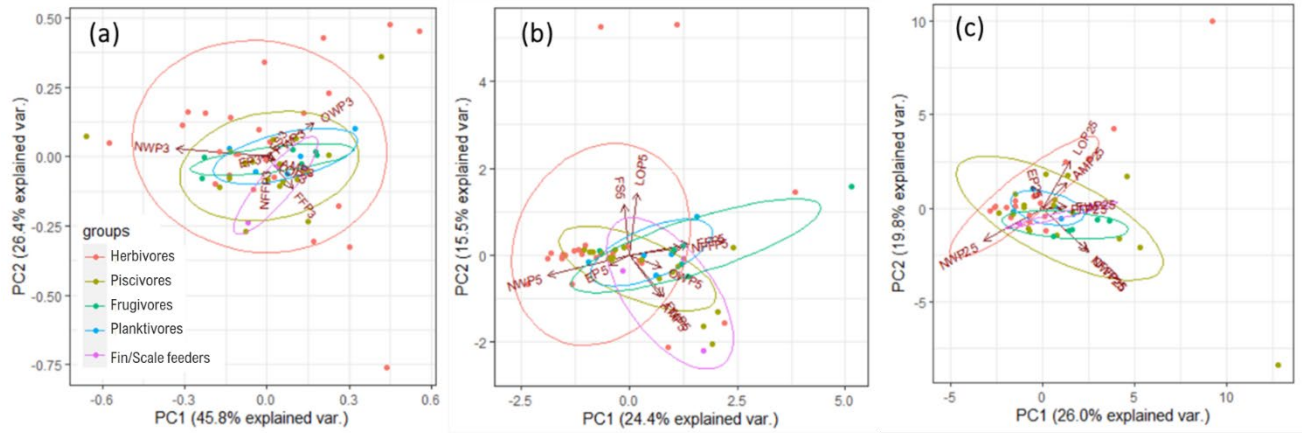 (a)
0.50
0.25
0.00
-0.25
-0.50
-0.75
PC2 (26.4% explained var.)
NWP3
OWP3
NFFP3
FFP3
groups
Herbivores
Piscivores
Frugivores
Planktivores
Fin/Scale feeders
-0.6
-0.3
0.0
0.3
0.6
PC1 (45.8% explained var.)
(b)
4
2
0
-2
PC2 (15.5% explained var.)
FS5
LOP5
NWP5
EP5
OWP5
-2.5
0.0
2.5
5.0
PC1 (24.4% explained var.)
(c)
10
5
0
-5
PC2 (19.8% explained var.)
LOP25
AMP25
NWP25
-5
0
5
10
PC1 (26.0% explained var.)